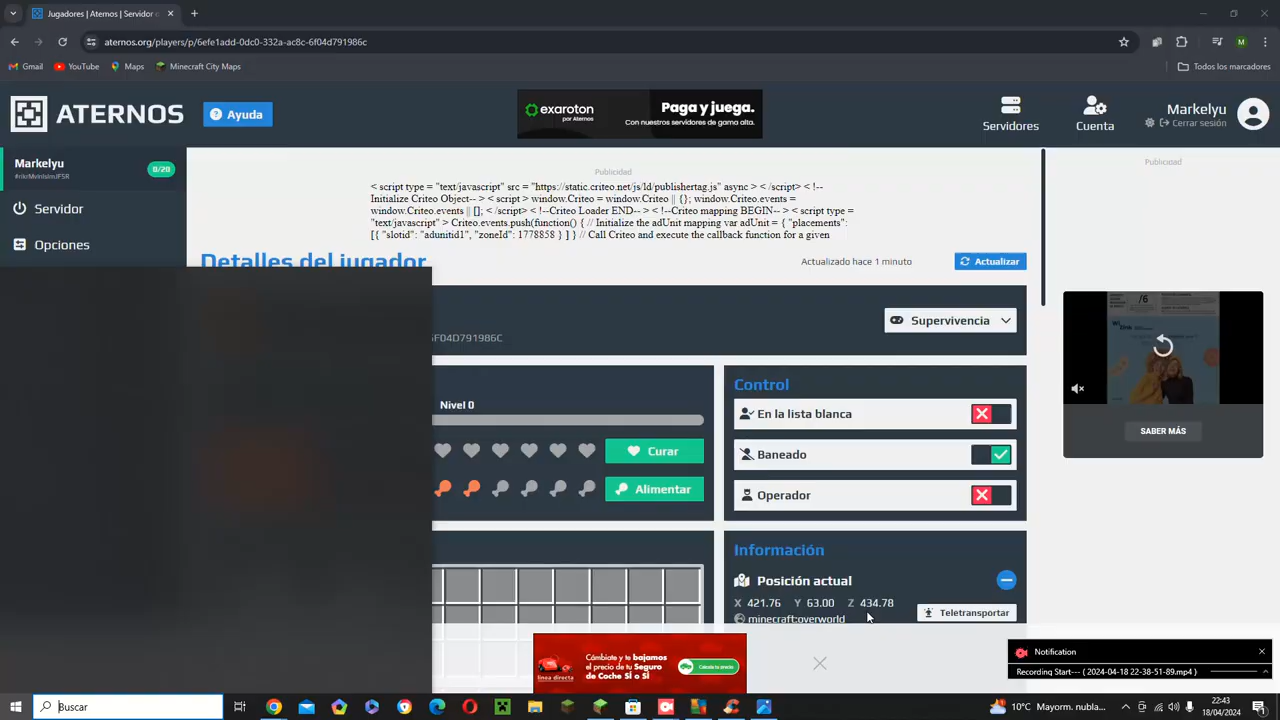 Jugadores | Aternos | Servidor d
aternos.org/players/p/6efe1add-0dc0-332a-ac8c-6f04d791986c
M
Gmail
YouTube
Maps
Minecraft City Maps
Todos los marcadores
ATERNOS
Ayuda
exaroton
por Aternos
Paga y juega.
Con nuestros servidores de gama alta.
Servidores
Cuenta
Markelyu
Cerrar sesión
Markelyu
0/20
Servidor
Opciones
Publicidad
Publicidad
< script type = "text/javascript" src = "https://static.criteo.net/js/ld/publishertag.js" async > < /script> < !--
Initialize Criteo Object-- > < script > window.Criteo = window.Criteo || {}; window.Criteo.events =
window.Criteo.events || []; < /script> < !--Criteo Loader END-- > < !--Criteo mapping BEGIN-- > < script type =
"text/javascript" > Criteo.events.push(function() { // Initialize the adUnit mapping var adUnit = { "placements":
[{ "slotid": "adunitid1", "zoneId": 1778858 } ] } // Call Criteo and execute the callback function for a given
Detalles del jugador
Actualizado hace 1 minuto
Actualizar
5F04D791986C
Supervivencia
Nivel 0
Curar
Alimentar
Control
En la lista blanca
Baneado
Operador
Información
Posición actual
X 421.76 Y 63.00 Z 434.78
minecraft:overworld
Teletransportar
/6
SABER MÁS
linea directa
Cámbiate y te bajamos
el precio de tu Seguro
de Coche SÍ o SÍ
Calcula tu precio
Notification
Recording Start--- ( 2024-04-18 22-38-51-89.mp4 )
Buscar
10°C Mayorm. nubla...
22:43
18/04/2024